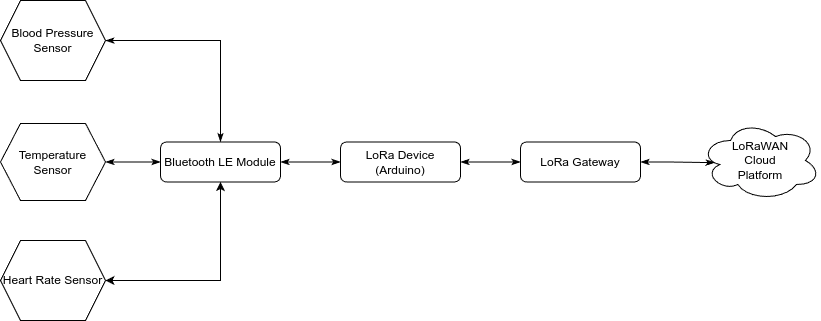 Blood Pressure
Sensor
Temperature
Sensor
Heart Rate Sensor
Bluetooth LE Module
LoRa Device
(Arduino)
LoRa Gateway
LoRaWAN
Cloud
Platform